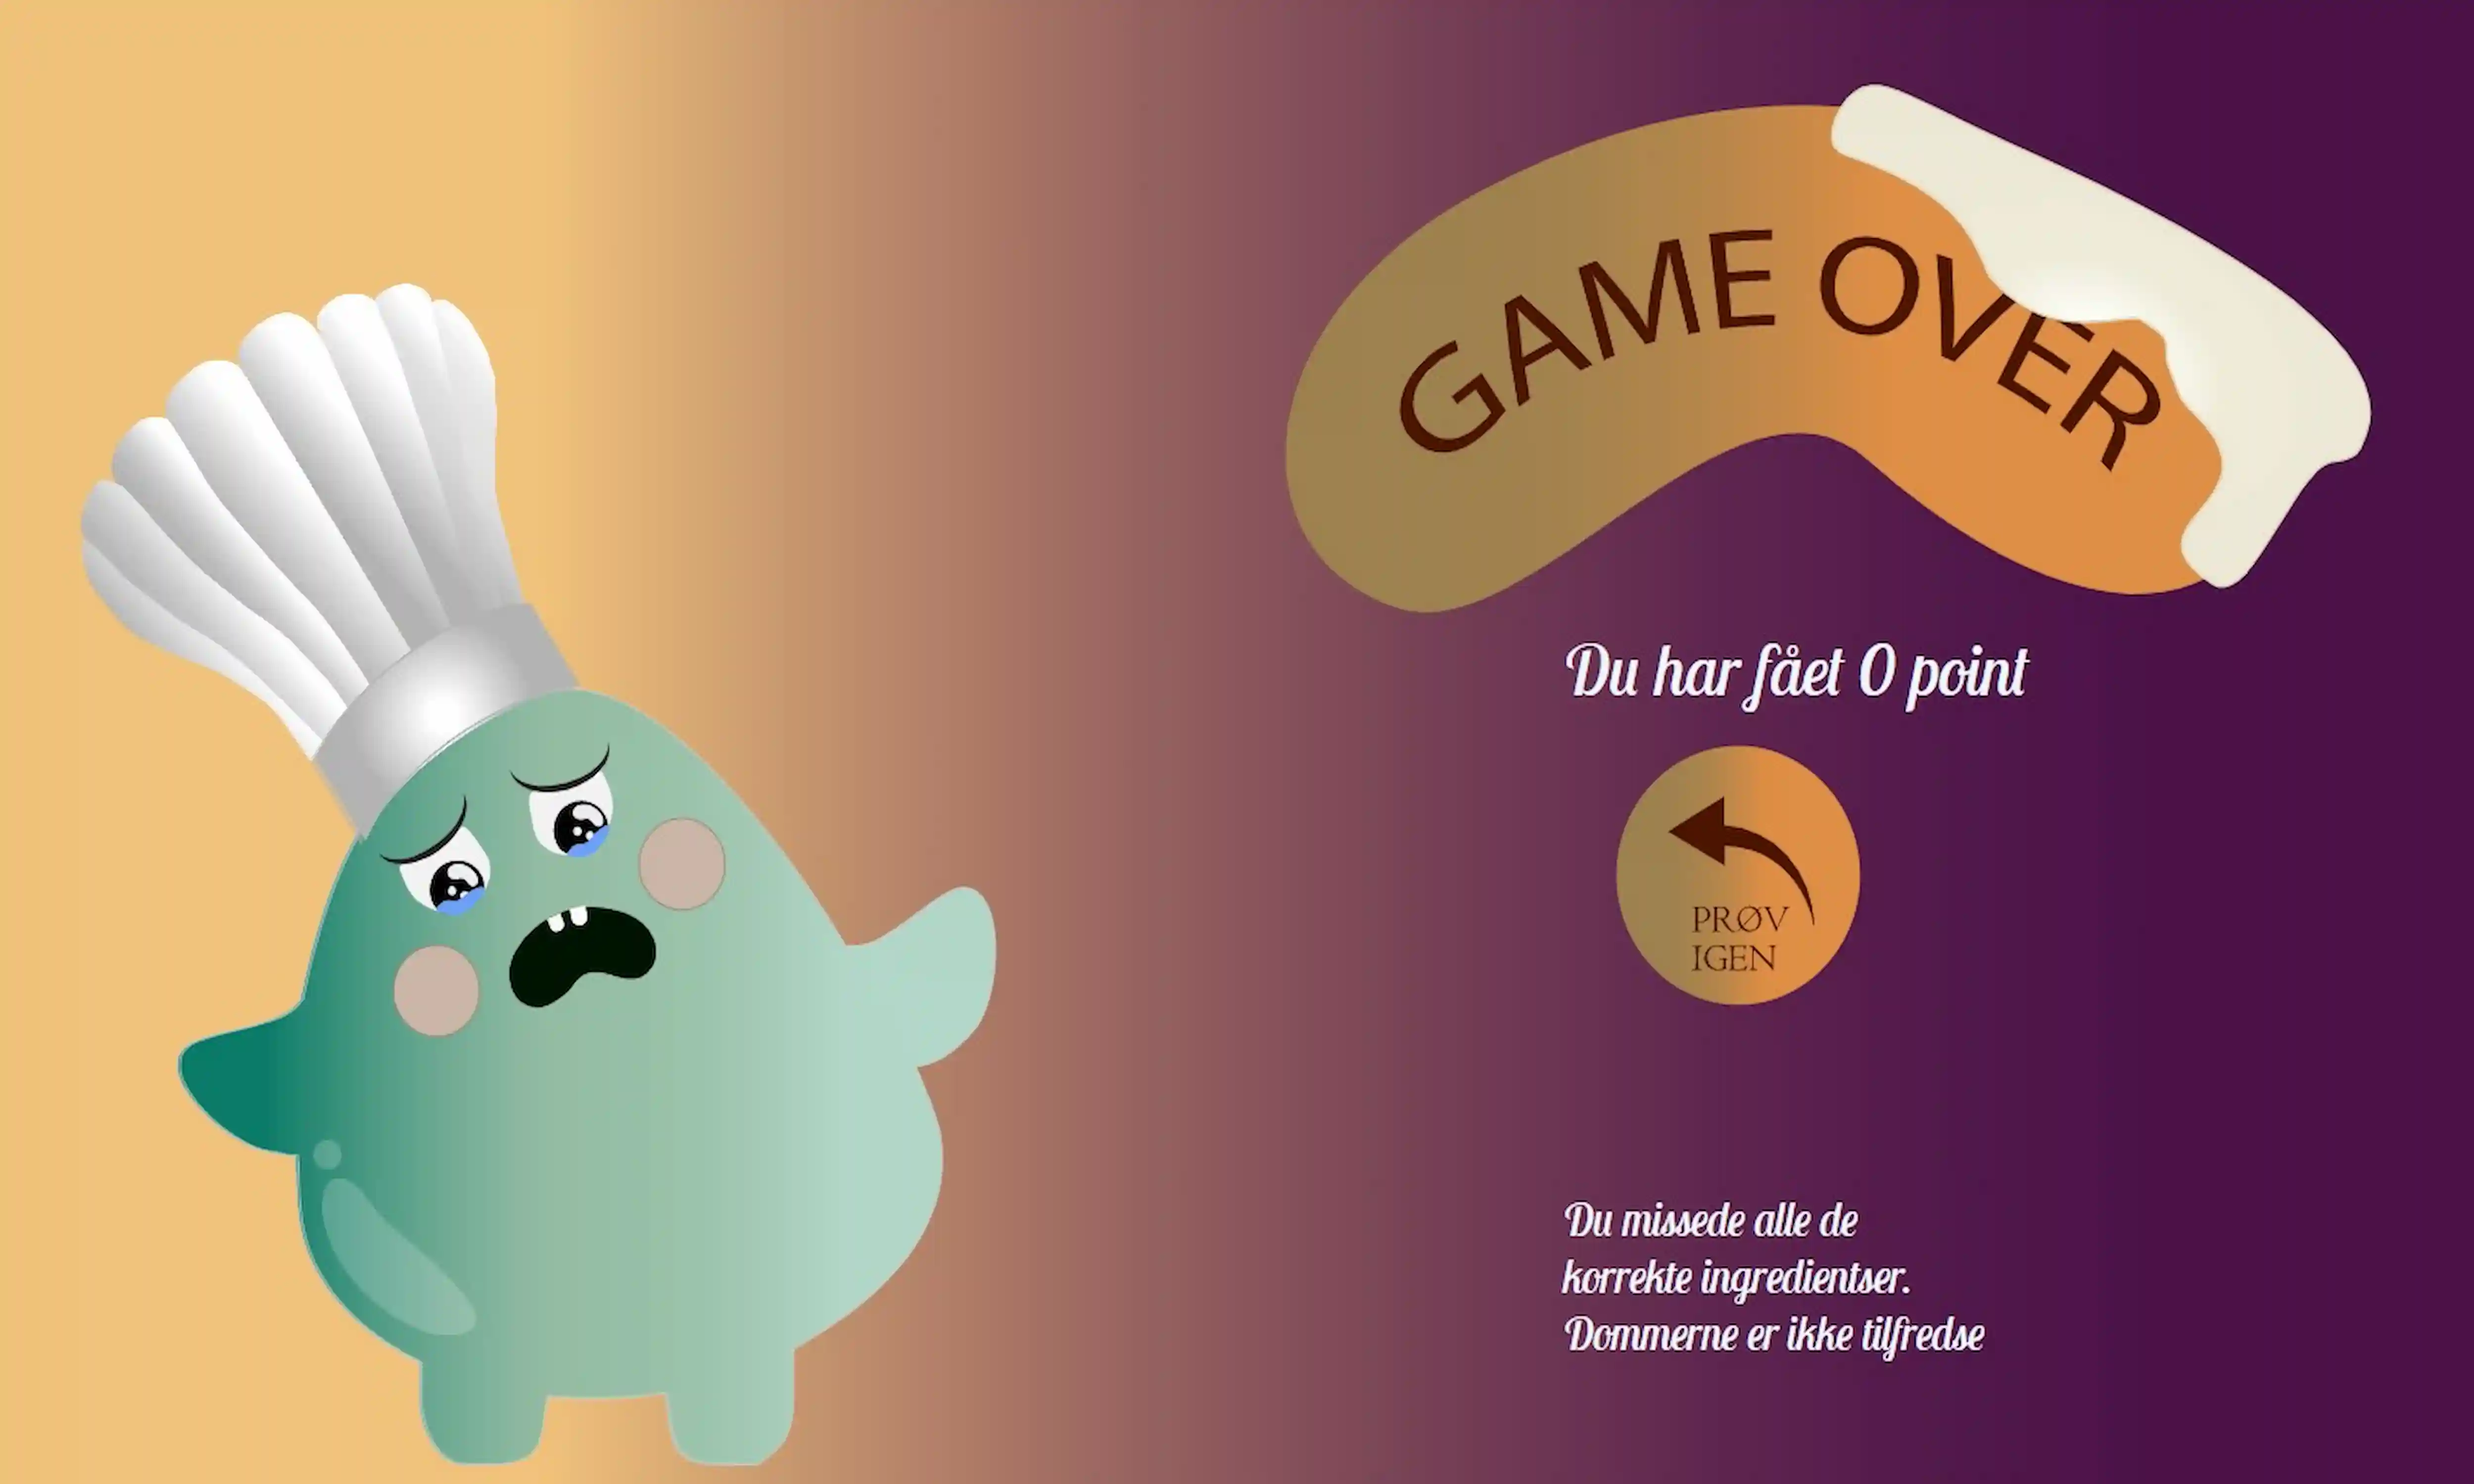 GAME OVER
Du har fået 0 point
PRØV
IGEN
Du missede alle de
korrekte ingredientser.
Dommerne er ikke tilfredse